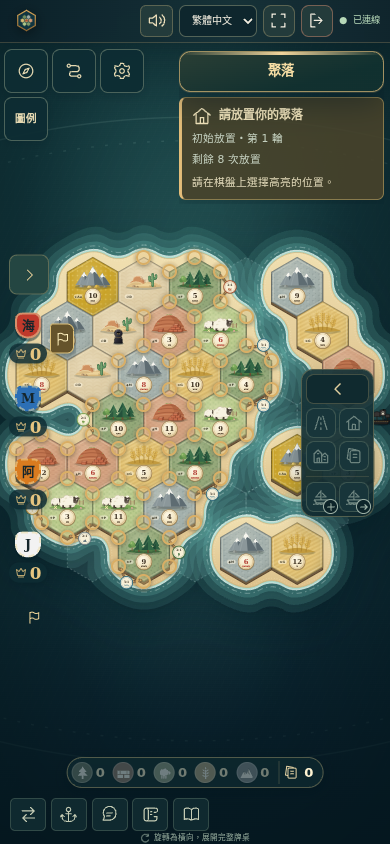 繁體中文
已連線
聚落
圖例
請放置你的聚落
初始放置・第 1 輪
剩餘 8 次放置
請在棋盤上選擇高亮的位置。
10
5
9
3
6
4
8
8
10
4
10
9
2
6
5
8
5
3
11
4
9
6
12
海
0
M
0
阿
0
J
0
0
0
0
0
0
0
旋轉為橫向，展開完整牌桌